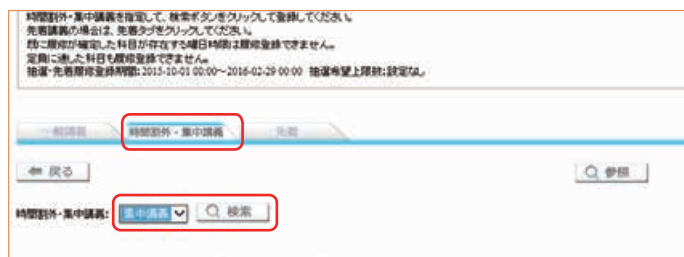 時間割外・集中講義を指定して、検索ボタンをクリックして登録してください。
先着講義の場合は、先着タブをクリックしてください。
既に履修が確定した科目が存在する曜日時限は履修登録できません。
定員に達した科目も履修登録できません。
抽選・先着履修登録期間:2015-10-01 00:00～2016-02-29 00:00 抽選希望上限数:設定なし
一般講義 時間割外・集中講義 先着
戻る 参照
時間割外・集中講義: 集中講義 検索